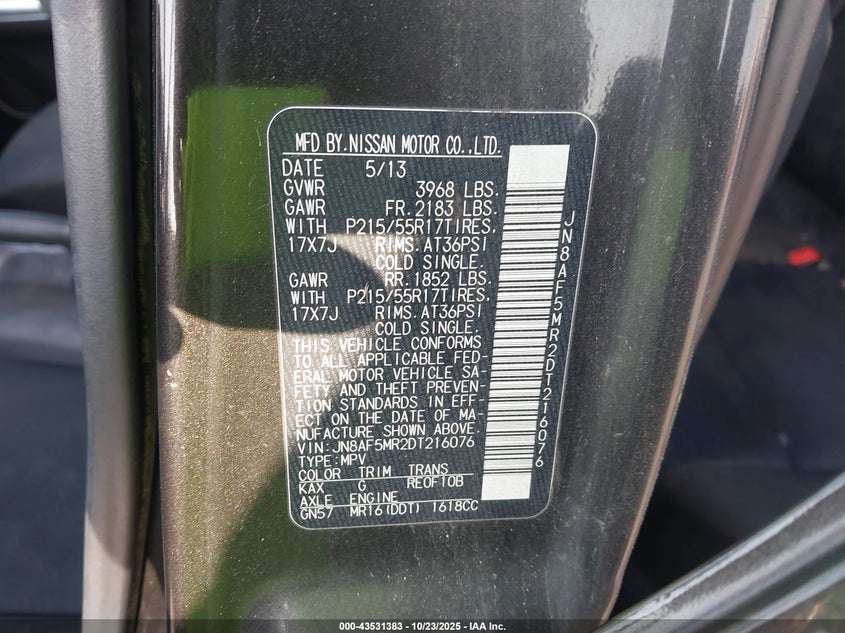 MFD BY.NISSAN MOTOR CO.,LTD.
DATE 5/13
GVWR 3968 LBS.
GAWR FR.2183 LBS.
WITH P215/55R17TIRES,
17X7J RIMS.AT36PSI
COLD SINGLE.
GAWR RR.1852 LBS.
WITH P215/55R17TIRES,
17X7J RIMS.AT36PSI
COLD SINGLE.
THIS VEHICLE CONFORMS
TO ALL APPLICABLE FED-
ERAL MOTOR VEHICLE SA-
FETY AND THEFT PREVEN-
TION STANDARDS IN EFF-
ECT ON THE DATE OF MA-
NUFACTURE SHOWN ABOVE.
VIN:JN8AF5MR2DT216076
TYPE:MPV
COLOR TRIM TRANS
KAX G REOF10B
AXLE ENGINE
GN57 MR16(DDT) 1618CC
JN8AF5MR2DT216076
000-43531383 - 10/23/2025 - IAA Inc.